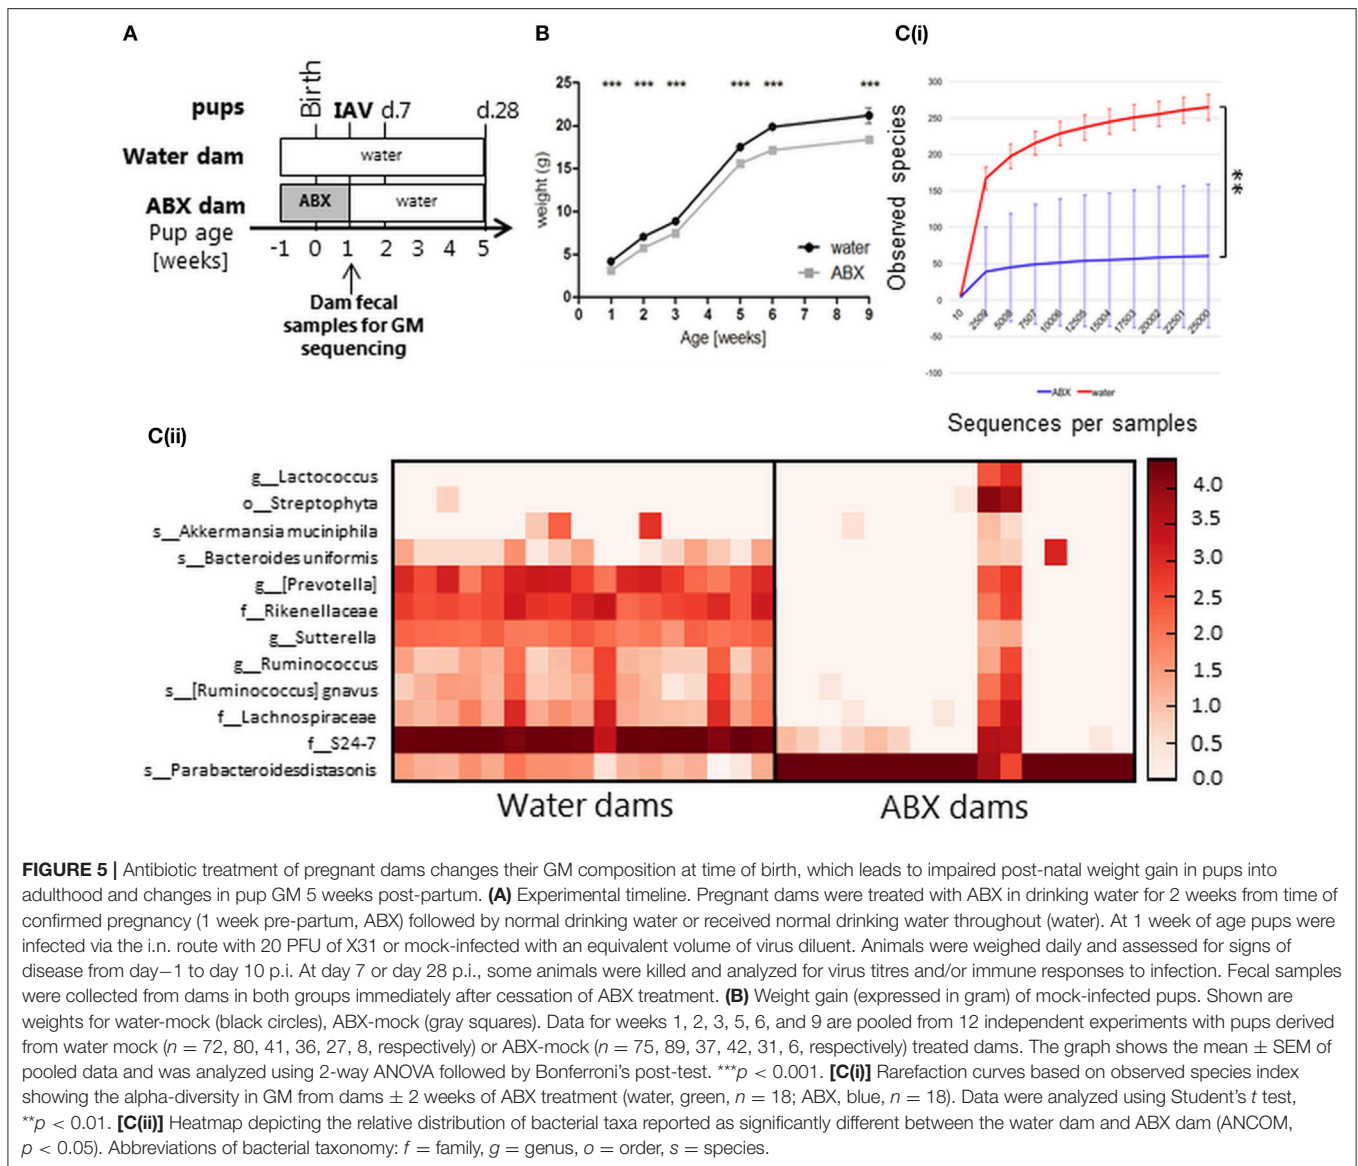 A
pups
Birth
IAV
d.7
d.28
Water dam
water
ABX dam
ABX
water
Pup age
[weeks]
-1 0 1 2 3 4 5
Dam fecal
samples for GM
sequencing
B
*** *** *** *** *** ***
weight (g)
25
20
15
10
5
0
water
ABX
0 1 2 3 4 5 6 7 8 9
Age [weeks]
C(i)
Observed species
300
250
200
150
100
50
0
-50
-100
**
10 2509 5008 7507 10006 12505 15004 17503 20002 22501 25000
ABX water
Sequences per samples
C(ii)
g__Lactococcus
o__Streptophyta
s__Akkermansia muciniphila
s__Bacteroides uniformis
g__[Prevotella]
f__Rikenellaceae
g__Sutterella
g__Ruminococcus
s__[Ruminococcus] gnavus
f__Lachnospiraceae
f__S24-7
s__Parabacteroidesdistasonis
4.0
3.5
3.0
2.5
2.0
1.5
1.0
0.5
0.0
Water dams
ABX dams
FIGURE 5 | Antibiotic treatment of pregnant dams changes their GM composition at time of birth, which leads to impaired post-natal weight gain in pups into
adulthood and changes in pup GM 5 weeks post-partum. (A) Experimental timeline. Pregnant dams were treated with ABX in drinking water for 2 weeks from time of
confirmed pregnancy (1 week pre-partum, ABX) followed by normal drinking water or received normal drinking water throughout (water). At 1 week of age pups were
infected via the i.n. route with 20 PFU of X31 or mock-infected with an equivalent volume of virus diluent. Animals were weighed daily and assessed for signs of
disease from day−1 to day 10 p.i. At day 7 or day 28 p.i., some animals were killed and analyzed for virus titres and/or immune responses to infection. Fecal samples
were collected from dams in both groups immediately after cessation of ABX treatment. (B) Weight gain (expressed in gram) of mock-infected pups. Shown are
weights for water-mock (black circles), ABX-mock (gray squares). Data for weeks 1, 2, 3, 5, 6, and 9 are pooled from 12 independent experiments with pups derived
from water mock (n = 72, 80, 41, 36, 27, 8, respectively) or ABX-mock (n = 75, 89, 37, 42, 31, 6, respectively) treated dams. The graph shows the mean ± SEM of
pooled data and was analyzed using 2-way ANOVA followed by Bonferroni's post-test. ***p < 0.001. [C(i)] Rarefaction curves based on observed species index
showing the alpha-diversity in GM from dams ± 2 weeks of ABX treatment (water, green, n = 18; ABX, blue, n = 18). Data were analyzed using Student's t test,
**p < 0.01. [C(ii)] Heatmap depicting the relative distribution of bacterial taxa reported as significantly different between the water dam and ABX dam (ANCOM,
p < 0.05). Abbreviations of bacterial taxonomy: f = family, g = genus, o = order, s = species.